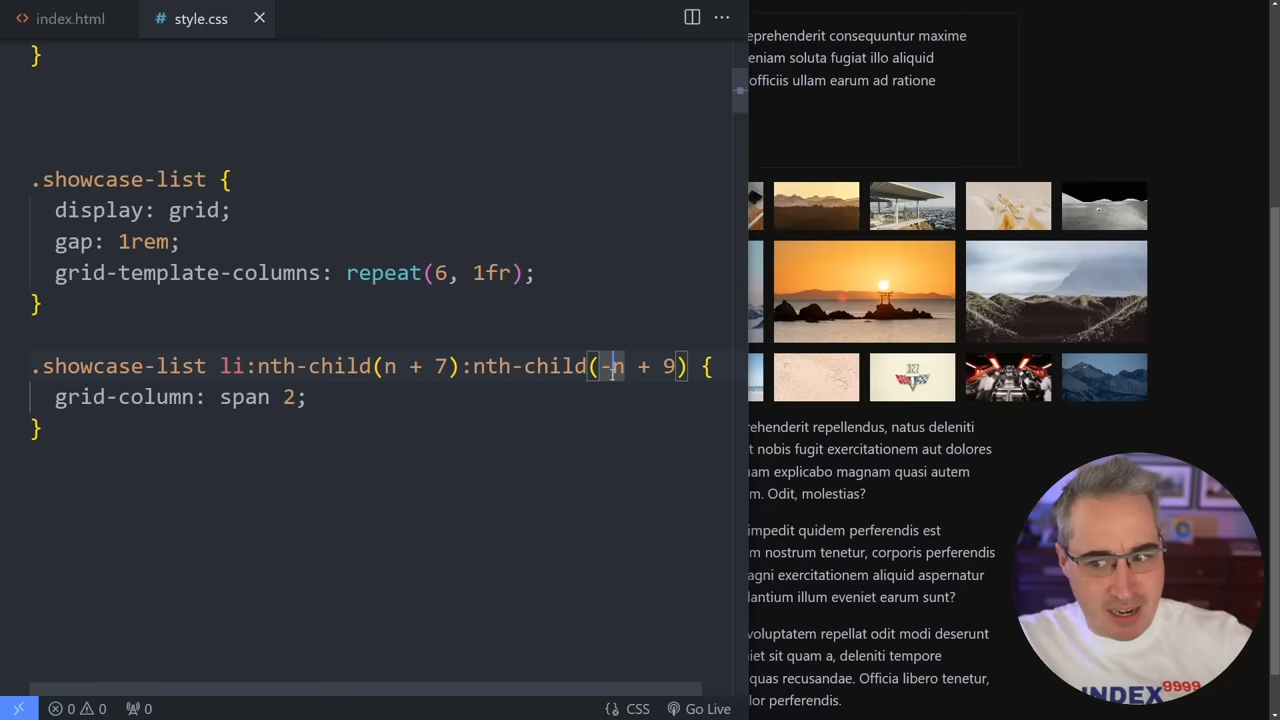 index.html
# style.css
}
.showcase-list {
display: grid;
gap: 1rem;
grid-template-columns: repeat(6, 1fr);
}
.showcase-list li:nth-child(n + 7):nth-child(-n + 9) {
grid-column: span 2;
}
0 0 0
CSS
Go Live
eprehenderit consequuntur maxime
eniam soluta fugiat illo aliquid
officiis ullam earum ad ratione
327
rehenderit repellendus, natus deleniti
t nobis fugit exercitationem aut dolores
uam explicabo magnam quasi autem
m. Odit, molestias?
impedit quidem perferendis est
m nostrum tenetur, corporis perferendis
agni exercitationem aliquid aspernatur
lantium illum eveniet earum sunt?
voluptatem repellat odit modi deserunt
iet sit quam a, deleniti tempore
quas recusandae. Officia libero tenetur,
lor perferendis.
INDEX 9999